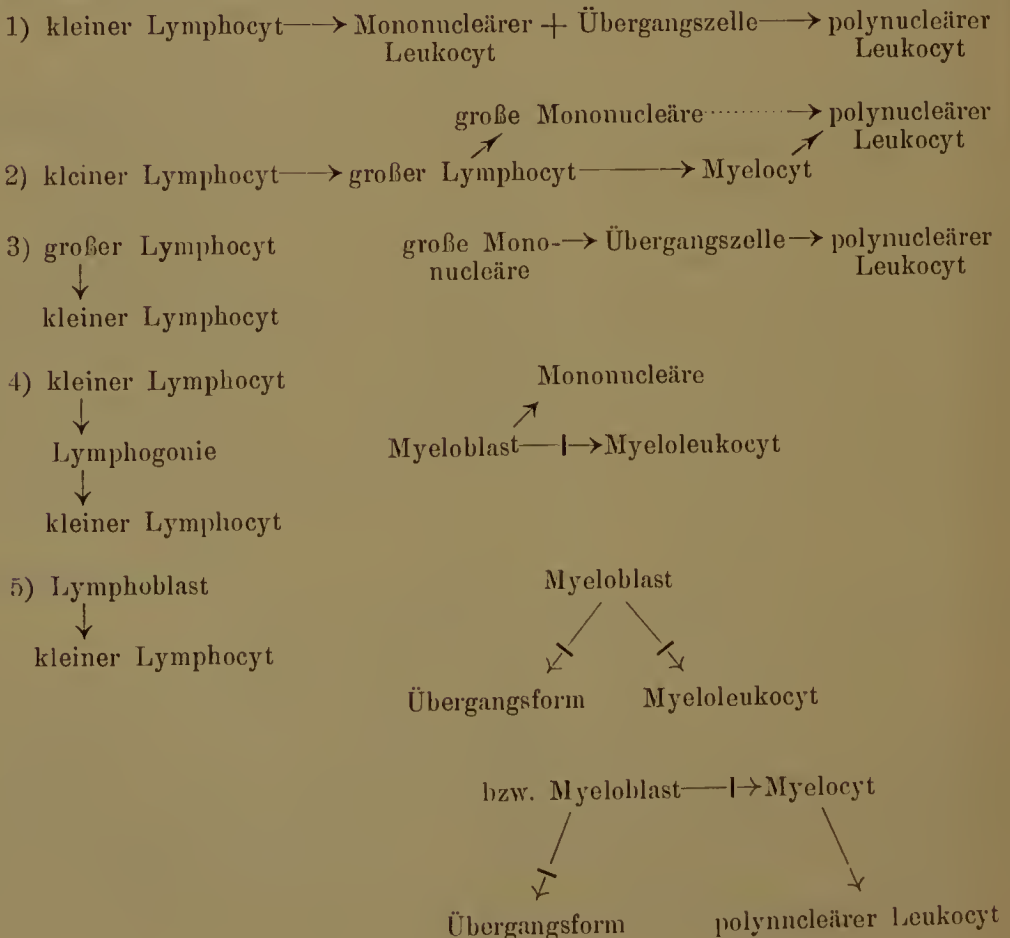 1) kleiner Lymphocyt → Mononucleärer + Übergangszelle → polynucleärer
Leukocyt Leukocyt
große Mononucleäre ········→ polynucleärer
Leukocyt
2) kleiner Lymphocyt → großer Lymphocyt → Myelocyt
3) großer Lymphocyt große Mono- → Übergangszelle → polynucleärer
nucleäre Leukocyt
kleiner Lymphocyt
4) kleiner Lymphocyt Mononucleäre
Lymphogonie Myeloblast → Myeloleukocyt
kleiner Lymphocyt
5) Lymphoblast Myeloblast
kleiner Lymphocyt
Übergangsform Myeloleukocyt
bzw. Myeloblast → Myelocyt
Übergangsform polynucleärer Leukocyt